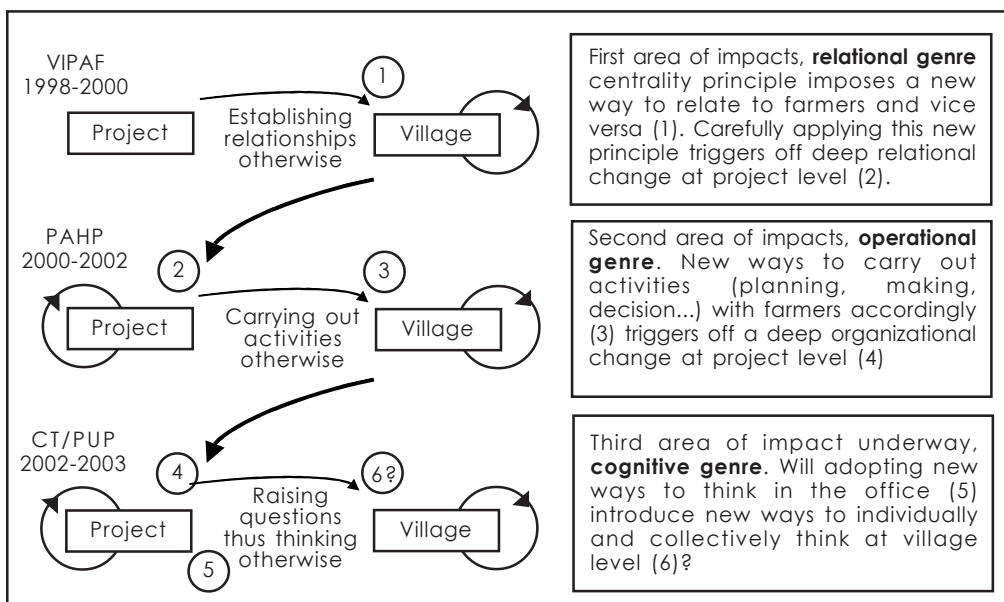 VIPAF
1998-2000
1
Project
Establishing
relationships
otherwise
Village
First area of impacts, relational genre
centrality principle imposes a new
way to relate to farmers and vice
versa (1). Carefully applying this new
principle triggers off deep relational
change at project level (2).
PAHP
2000-2002
2
3
Project
Carrying out
activities
otherwise
Village
Second area of impacts, operational
genre. New ways to carry out
activities (planning, making,
decision...) with farmers accordingly
(3) triggers off a deep organizational
change at project level (4)
CT/PUP
2002-2003
4
6?
Project
5
Raising
questions
thus thinking
otherwise
Village
Third area of impact underway,
cognitive genre. Will adopting new
ways to think in the office (5)
introduce new ways to individually
and collectively think at village
level (6)?